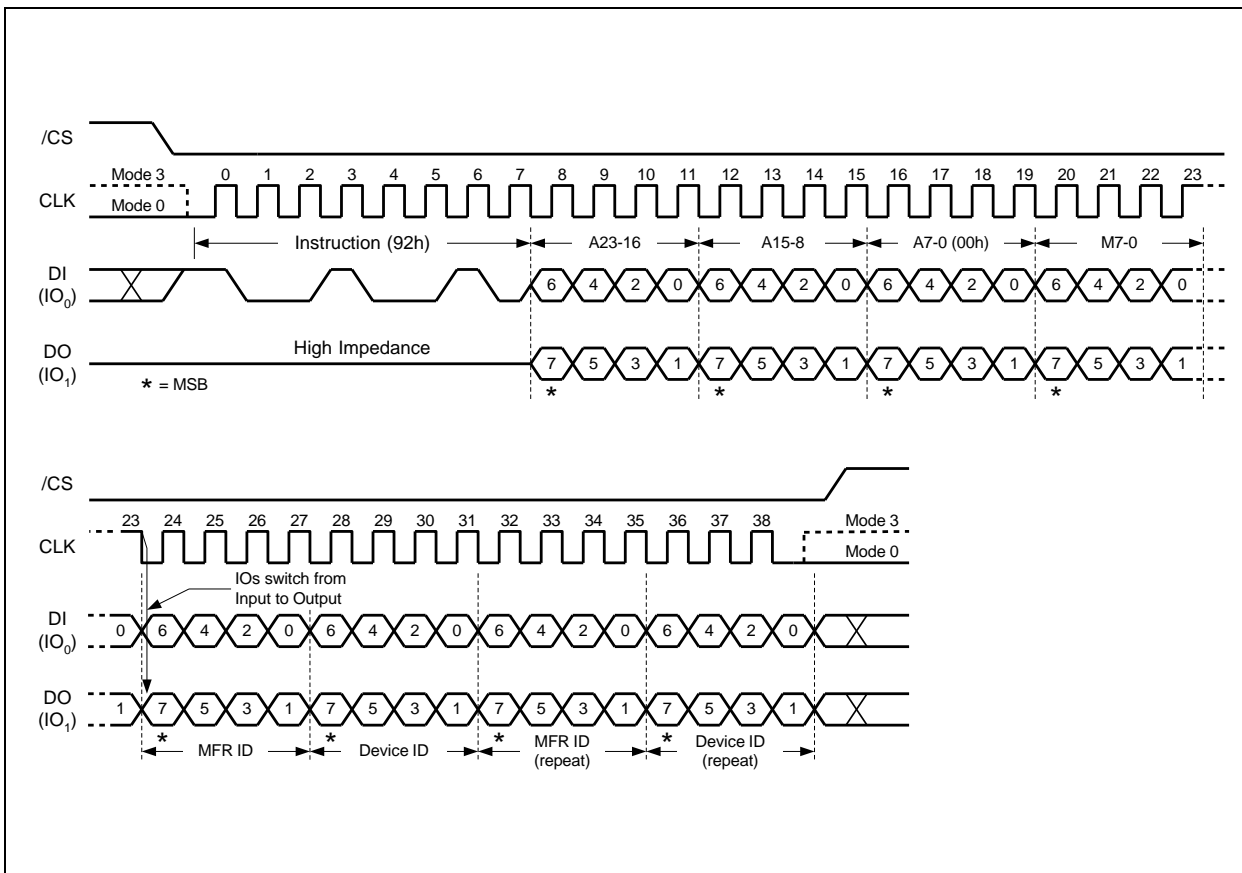 /CS
Mode 3 0 1 2 3 4 5 6 7 8 9 10 11 12 13 14 15 16 17 18 19 20 21 22 23
CLK
Mode 0
Instruction (92h) A23-16 A15-8 A7-0 (00h) M7-0
DI
(IO0) 6 4 2 0 6 4 2 0 6 4 2 0 6 4 2 0
High Impedance
DO
(IO1) 7 5 3 1 7 5 3 1 7 5 3 1 7 5 3 1
* = MSB * * * *
/CS
23 24 25 26 27 28 29 30 31 32 33 34 35 36 37 38 Mode 3
CLK
Mode 0
IOs switch from
Input to Output
DI
(IO0) 0 6 4 2 0 6 4 2 0 6 4 2 0 6 4 2 0
DO
(IO1) 1 7 5 3 1 7 5 3 1 7 5 3 1 7 5 3 1
* * * *
MFR ID Device ID MFR ID
(repeat) Device ID
(repeat)